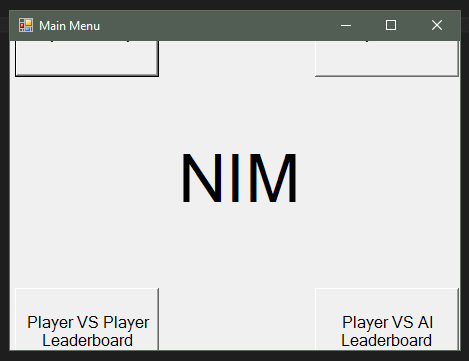 Main Menu
NIM
Player VS Player
Leaderboard
Player VS AI
Leaderboard